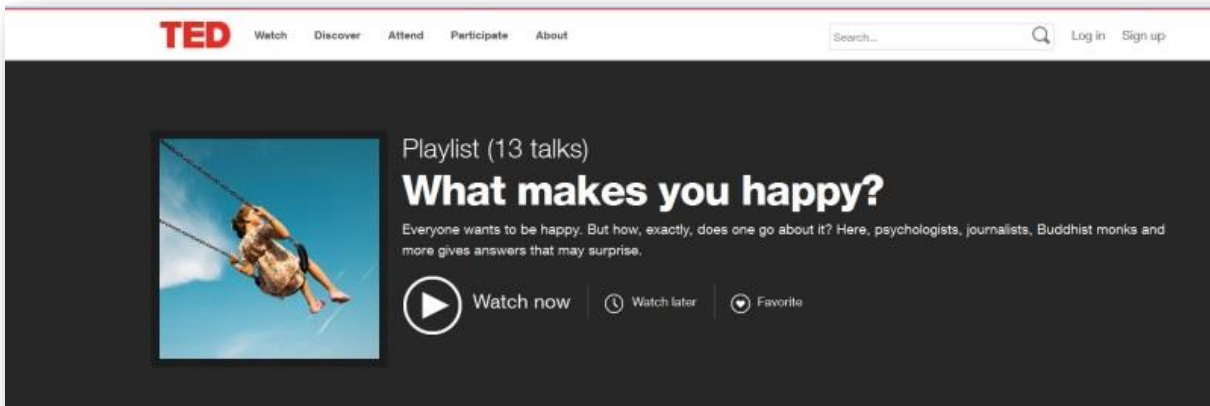 TED Watch Discover Attend Participate About Search... Log in Sign up
Playlist (13 talks)
What makes you happy?
Everyone wants to be happy. But how, exactly, does one go about it? Here, psychologists, journalists, Buddhist monks and
more gives answers that may surprise.
Watch now Watch later Favorite